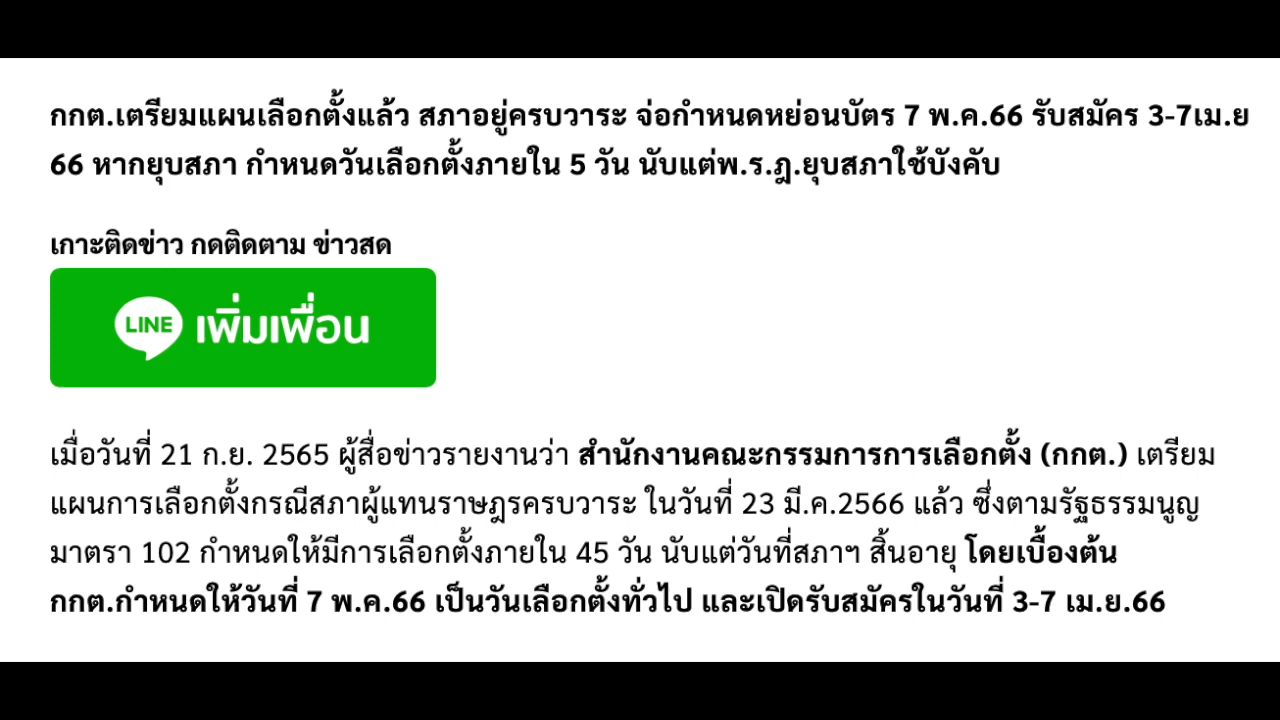 กกต.เตรียมแผนเลือกตั้งแล้ว สภาอยู่ครบวาระ จ่อกำหนดหย่อนบัตร 7 พ.ค.66 รับสมัคร 3-7เม.ย
66 หากยุบสภา กำหนดวันเลือกตั้งภายใน 5 วัน นับแต่พ.ร.ฎ.ยุบสภาใช้บังคับ
เกาะติดข่าว กดติดตาม ข่าวสด
LINE เพิ่มเพื่อน
เมื่อวันที่ 21 ก.ย. 2565 ผู้สื่อข่าวรายงานว่า สำนักงานคณะกรรมการการเลือกตั้ง (กกต.) เตรียม
แผนการเลือกตั้งกรณีสภาผู้แทนราษฎรครบวาระ ในวันที่ 23 มี.ค.2566 แล้ว ซึ่งตามรัฐธรรมนูญ
มาตรา 102 กำหนดให้มีการเลือกตั้งภายใน 45 วัน นับแต่วันที่สภาฯ สิ้นอายุ โดยเบื้องต้น
กกต.กำหนดให้วันที่ 7 พ.ค.66 เป็นวันเลือกตั้งทั่วไป และเปิดรับสมัครในวันที่ 3-7 เม.ย.66